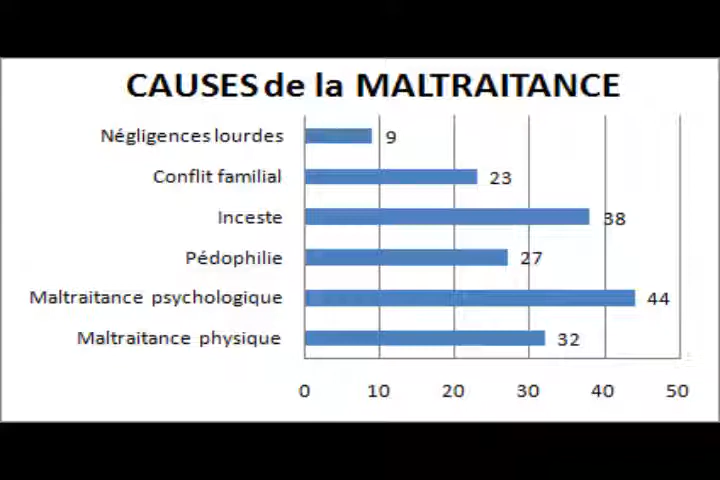 CAUSES de la MALTRAITANCE
Négligences lourdes 9
Conflit familial 23
Inceste 38
Pédophilie 27
Maltraitance psychologique 44
Maltraitance physique 32
0 10 20 30 40 50